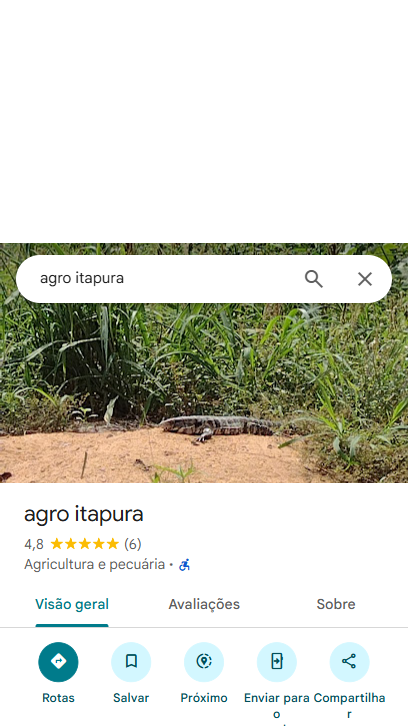 agro itapura
agro itapura
4,8 (6)
Agricultura e pecuária ·
Visão geral Avaliações Sobre
Rotas Salvar Próximo Enviar para o Compartilhar